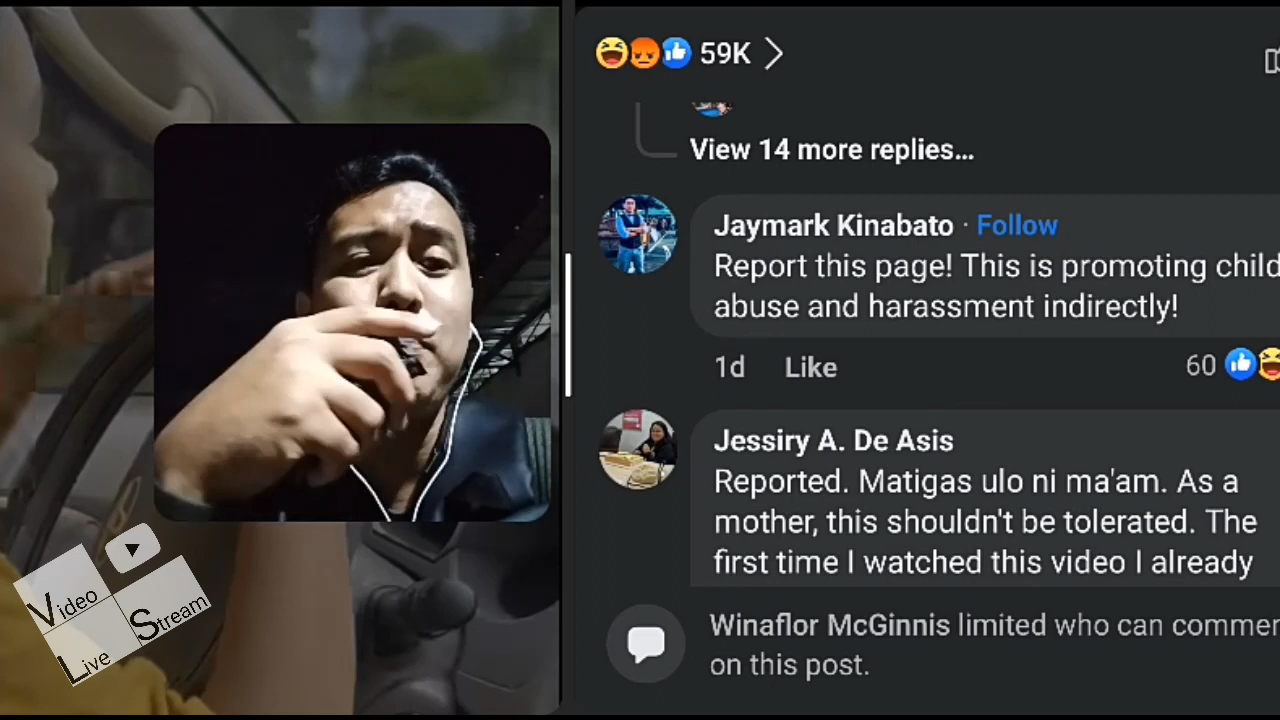 59K
View 14 more replies...
Jaymark Kinabato · Follow
Report this page! This is promoting child
abuse and harassment indirectly!
1d Like 60
Jessiry A. De Asis
Reported. Matigas ulo ni ma'am. As a
mother, this shouldn't be tolerated. The
first time I watched this video I already
Winaflor McGinnis limited who can commen
on this post.
Video
Live Stream